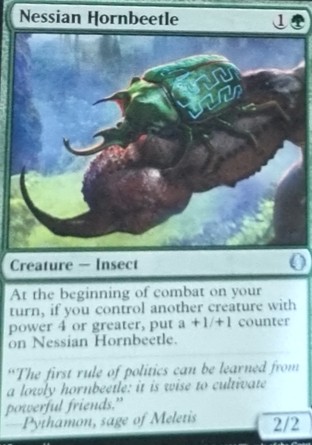 Nessian Hornbeetle 1
Creature — Insect
At the beginning of combat on your
turn, if you control another creature with
power 4 or greater, put a +1/+1 counter
on Nessian Hornbeetle.
"The first rule of politics can be learned from
a lowly hornbeetle: it is wise to cultivate
powerful friends."
—Pythamon, sage of Meletis
2/2